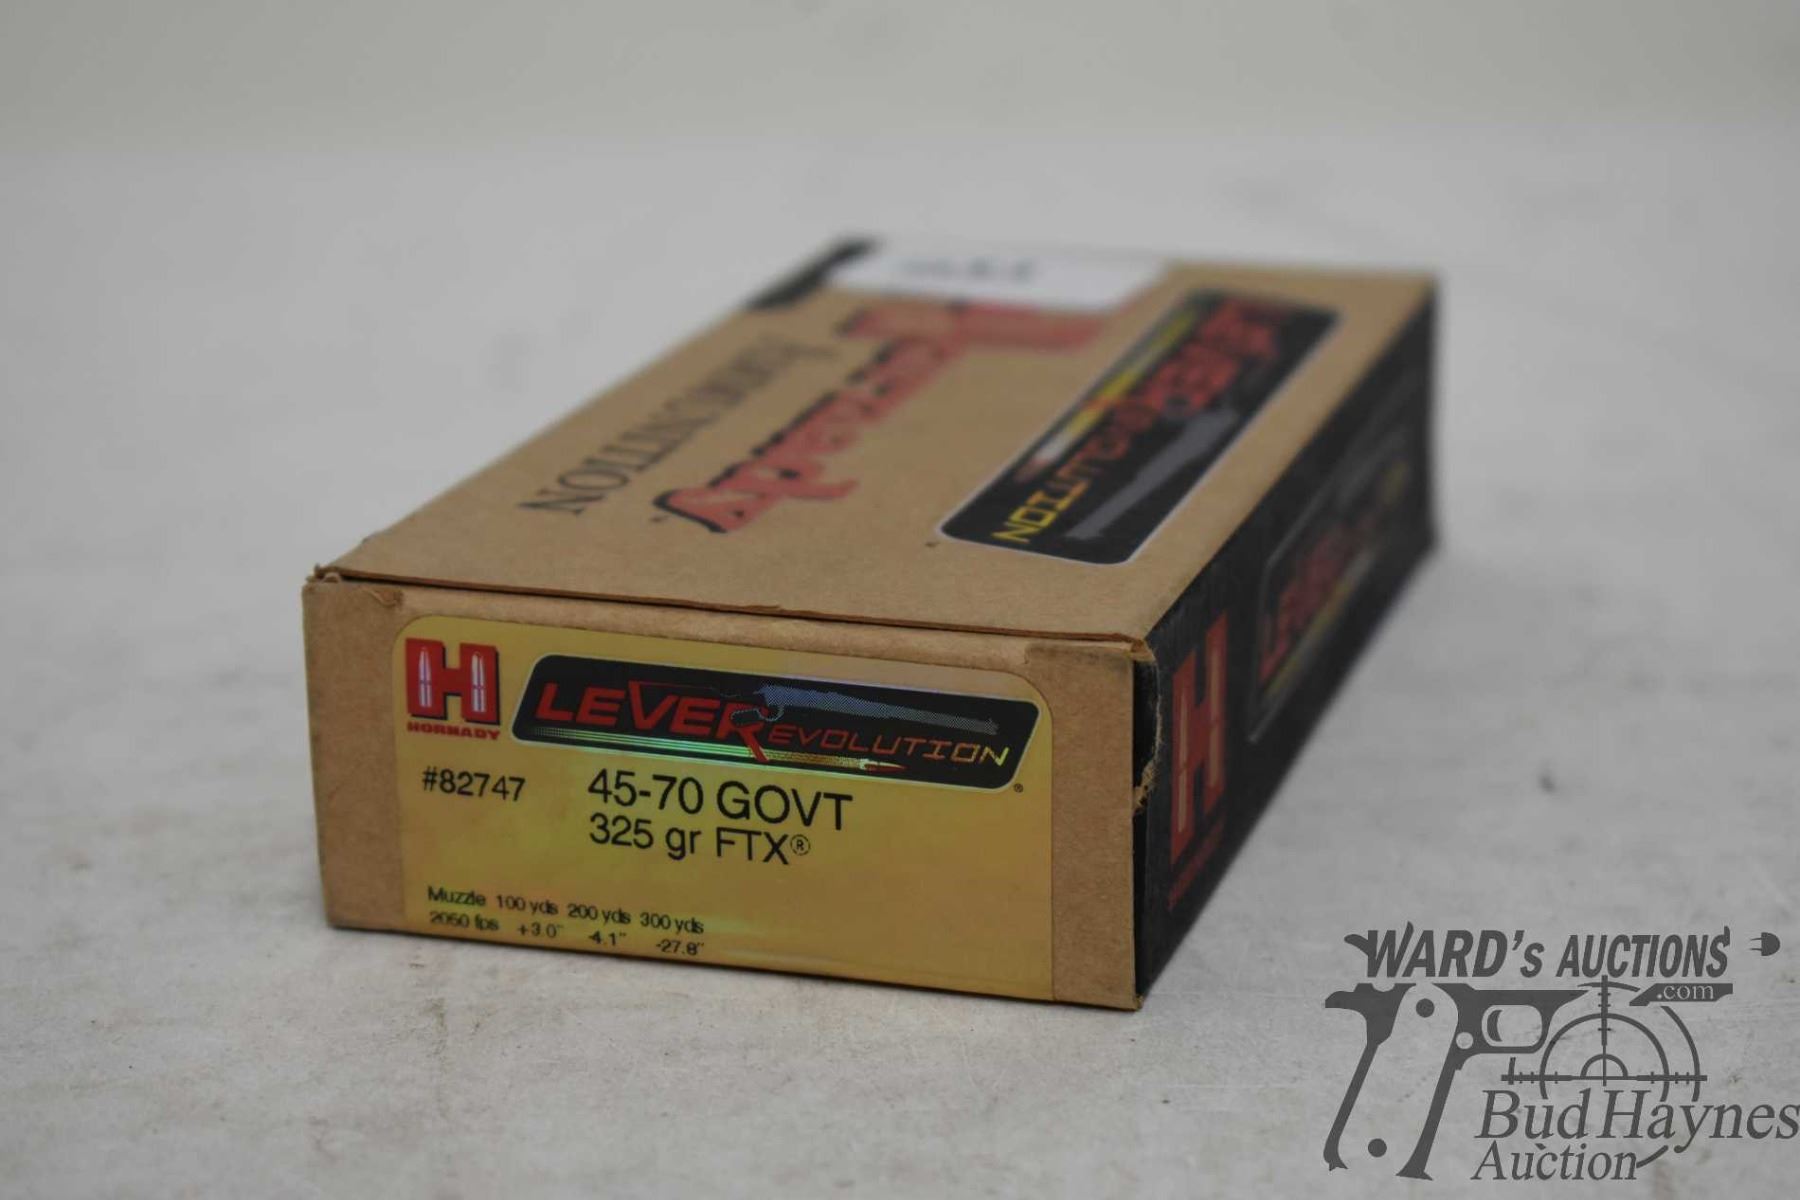 Hornady
AMMUNITION
LEVERevolution
H
HORNADY
LEVERevolution®
#82747
45-70 GOVT
325 gr FTX®
Muzzle 100 yds 200 yds 300 yds
2050 fps +3.0" -4.1" -27.8"
H
WARD's AUCTIONS
.com
Bud Haynes
Auction